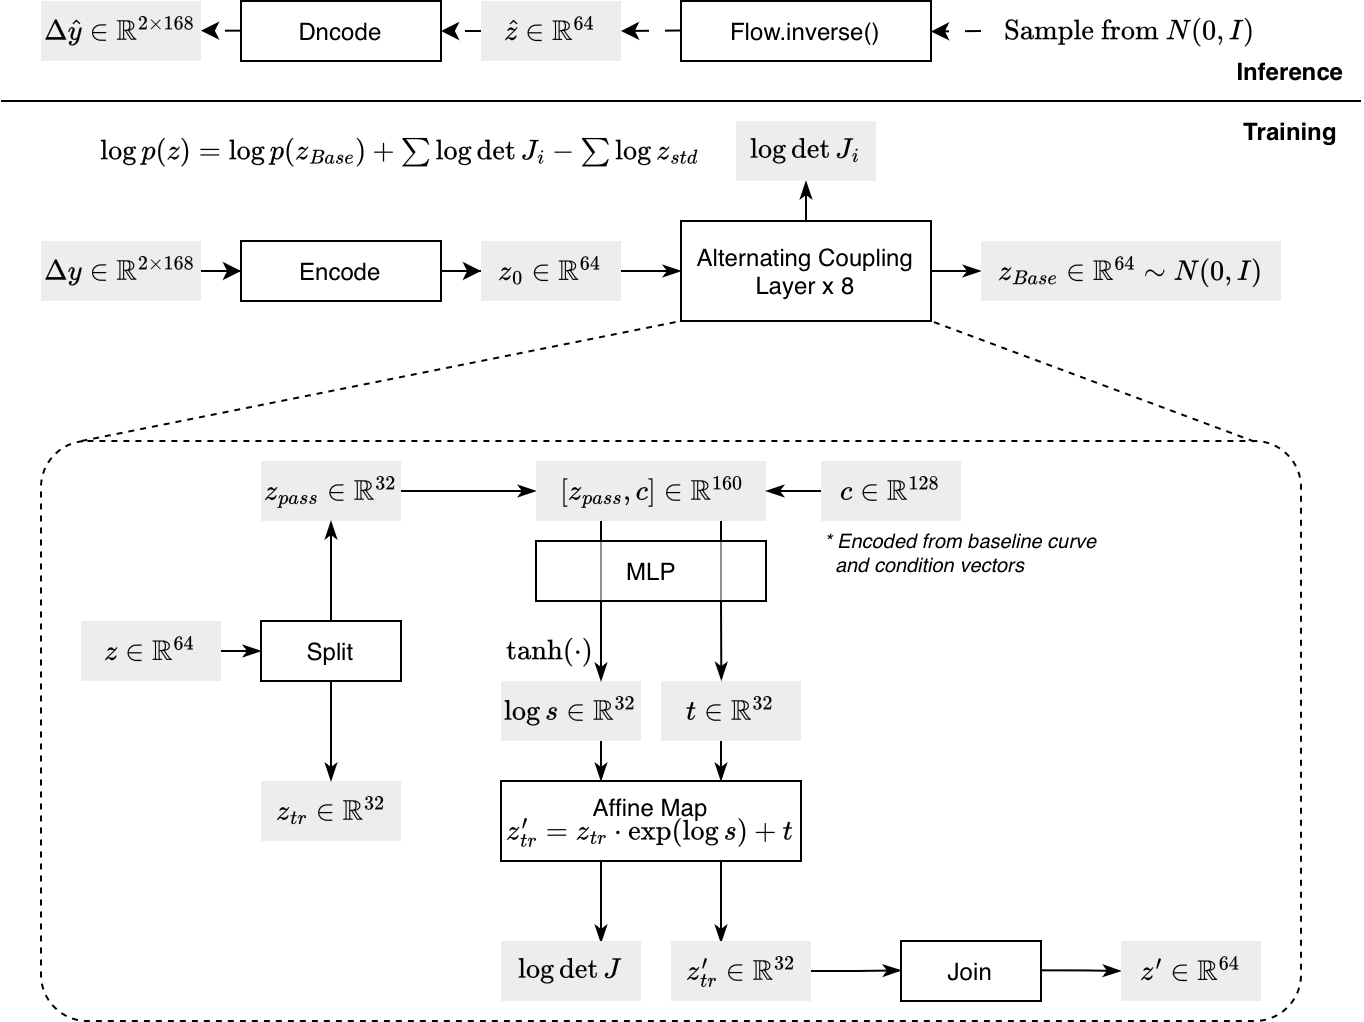 Δŷ ∈ ℝ^{2×168}
Dncode
ẑ ∈ ℝ^{64}
Flow.inverse()
Sample from N(0, I)
Inference
Training
log p(z) = log p(z_{Base}) + ∑ log det J_i − ∑ log z_{std}
log det J_i
Δy ∈ ℝ^{2×168}
Encode
z_0 ∈ ℝ^{64}
Alternating Coupling
Layer x 8
z_{Base} ∈ ℝ^{64} ∼ N(0, I)
z_{pass} ∈ ℝ^{32}
[z_{pass}, c] ∈ ℝ^{160}
c ∈ ℝ^{128}
* Encoded from baseline curve
and condition vectors
MLP
z ∈ ℝ^{64}
Split
tanh(·)
log s ∈ ℝ^{32}
t ∈ ℝ^{32}
z_{tr} ∈ ℝ^{32}
Affine Map
z′_{tr} = z_{tr} · exp(log s) + t
log det J
z′_{tr} ∈ ℝ^{32}
Join
z′ ∈ ℝ^{64}